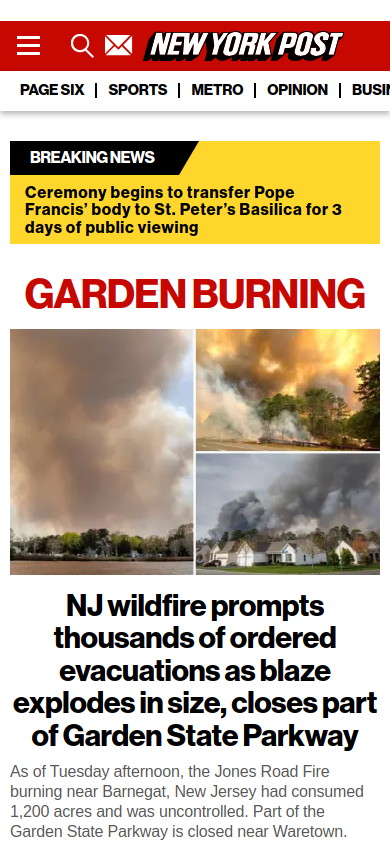 NEW YORK POST
PAGE SIX
SPORTS
METRO
OPINION
BREAKING NEWS
Ceremony begins to transfer Pope
Francis’ body to St. Peter’s Basilica for 3
days of public viewing
GARDEN BURNING
NJ wildfire prompts
thousands of ordered
evacuations as blaze
explodes in size, closes part
of Garden State Parkway
As of Tuesday afternoon, the Jones Road Fire
burning near Barnegat, New Jersey had consumed
1,200 acres and was uncontrolled. Part of the
Garden State Parkway is closed near Waretown.